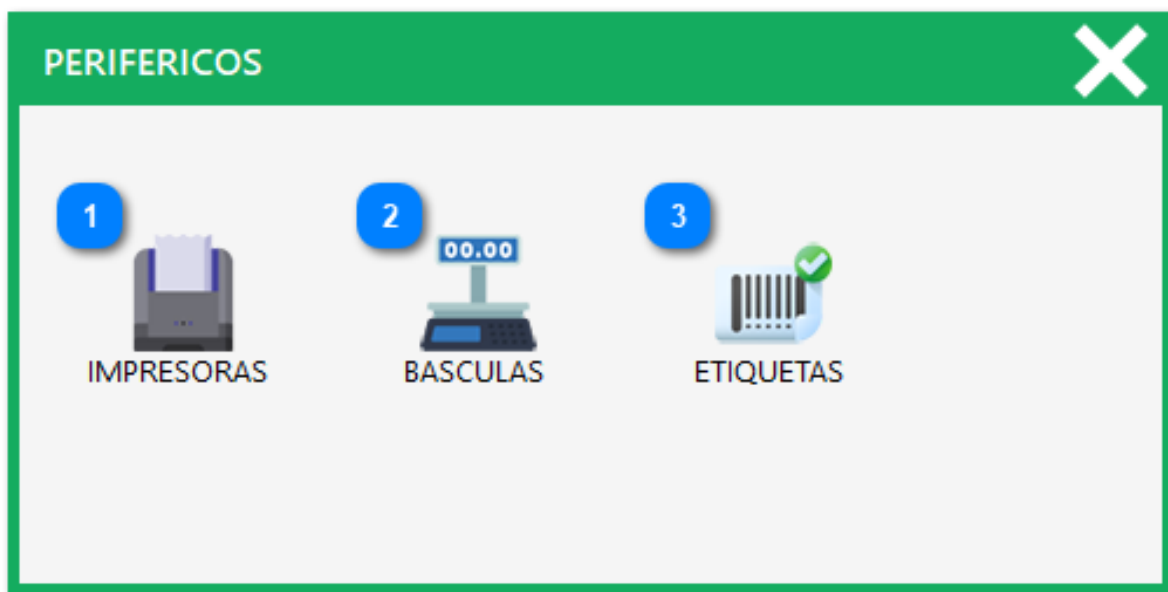 PERIFERICOS
1 2 3
00.00
IMPRESORAS BASCULAS ETIQUETAS